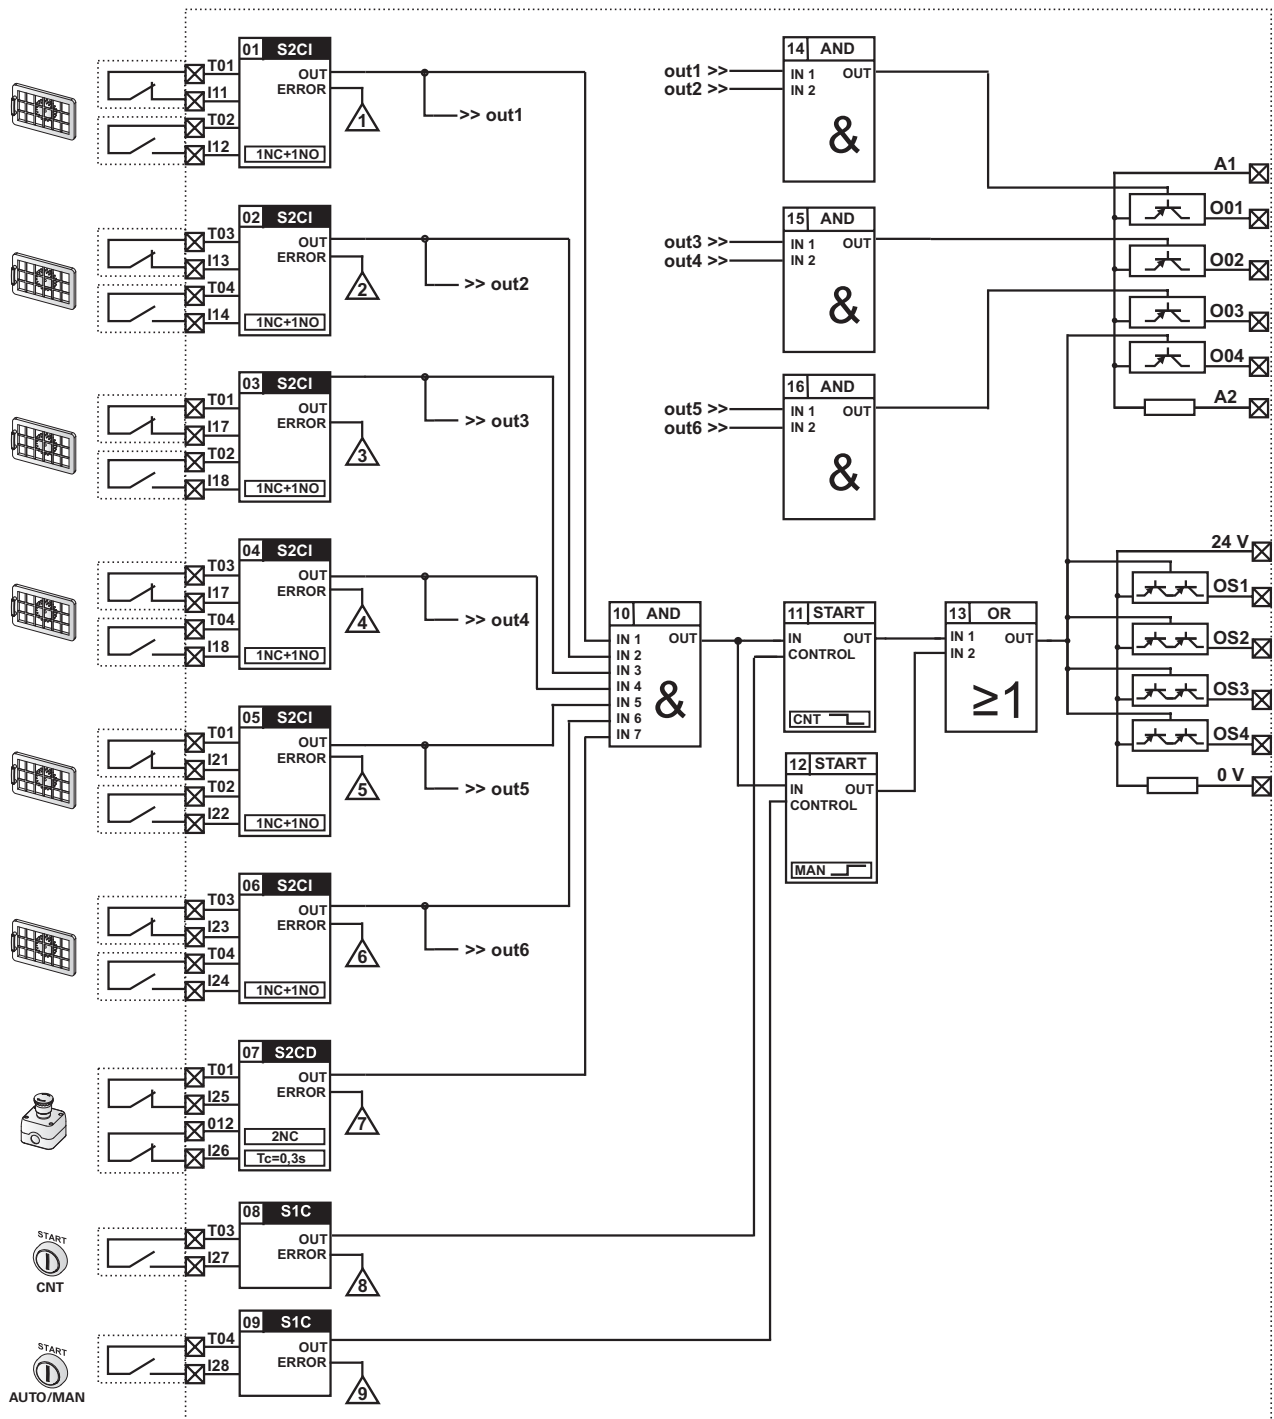 01 S2CI
T01
I11
T02
I12
OUT
ERROR
1NC+1NO
1
>> out1
02 S2CI
T03
I13
T04
I14
OUT
ERROR
1NC+1NO
2
>> out2
03 S2CI
T01
I17
T02
I18
OUT
ERROR
1NC+1NO
3
>> out3
04 S2CI
T03
I17
T04
I18
OUT
ERROR
1NC+1NO
4
>> out4
05 S2CI
T01
I21
T02
I22
OUT
ERROR
1NC+1NO
5
>> out5
06 S2CI
T03
I23
T04
I24
OUT
ERROR
1NC+1NO
6
>> out6
07 S2CD
T01
I25
012
I26
OUT
ERROR
2NC
Tc=0,3s
7
START
CNT
08 S1C
T03
I27
OUT
ERROR
8
START
AUTO/MAN
09 S1C
T04
I28
OUT
ERROR
9
10 AND
IN 1
IN 2
IN 3
IN 4
IN 5
IN 6
IN 7
OUT
&
11 START
IN
CONTROL
OUT
CNT
12 START
IN
CONTROL
OUT
MAN
13 OR
IN 1
IN 2
OUT
≥1
out1 >>
out2 >>
14 AND
IN 1
IN 2
OUT
&
out3 >>
out4 >>
15 AND
IN 1
IN 2
OUT
&
out5 >>
out6 >>
16 AND
IN 1
IN 2
OUT
&
A1
O01
O02
O03
O04
A2
24 V
OS1
OS2
OS3
OS4
0 V